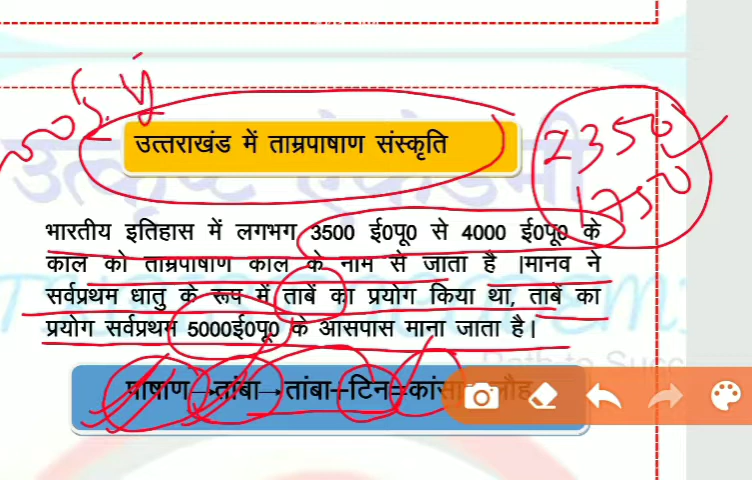 उत्तराखंड में ताम्रपाषाण संस्कृति
2350
1750
भारतीय इतिहास में लगभग 3500 ई0पू0 से 4000 ई0पू0 के
काल को ताम्रपाषाण काल के नाम से जाता है ।मानव ने
सर्वप्रथम धातु के रूप में ताबें का प्रयोग किया था, ताबें का
प्रयोग सर्वप्रथम 5000ई0पू0 के आसपास माना जाता है।
पाषाण→तांबा→तांबा+टिन=कांसा